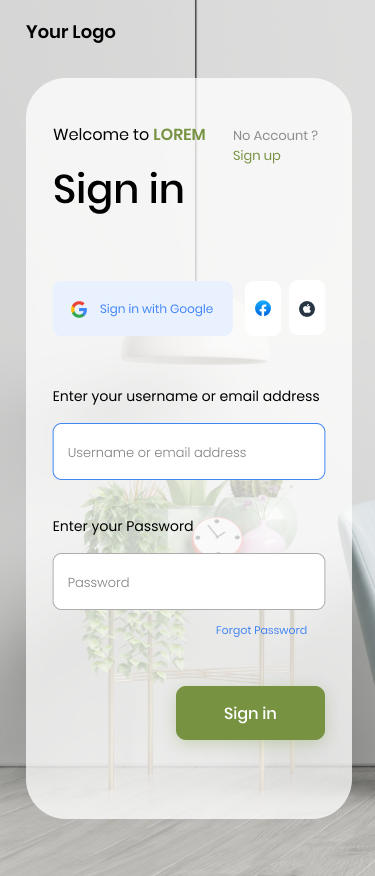 Your Logo
Welcome to LOREM
No Account ?
Sign up
Sign in
Sign in with Google
Enter your username or email address
Username or email address
Enter your Password
Password
Forgot Password
Sign in